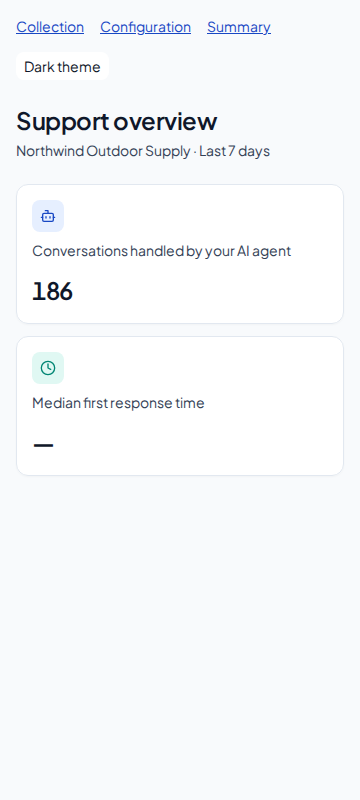 Collection Configuration Summary
Dark theme
Support overview
Northwind Outdoor Supply · Last 7 days
Conversations handled by your AI agent
186
Median first response time
—